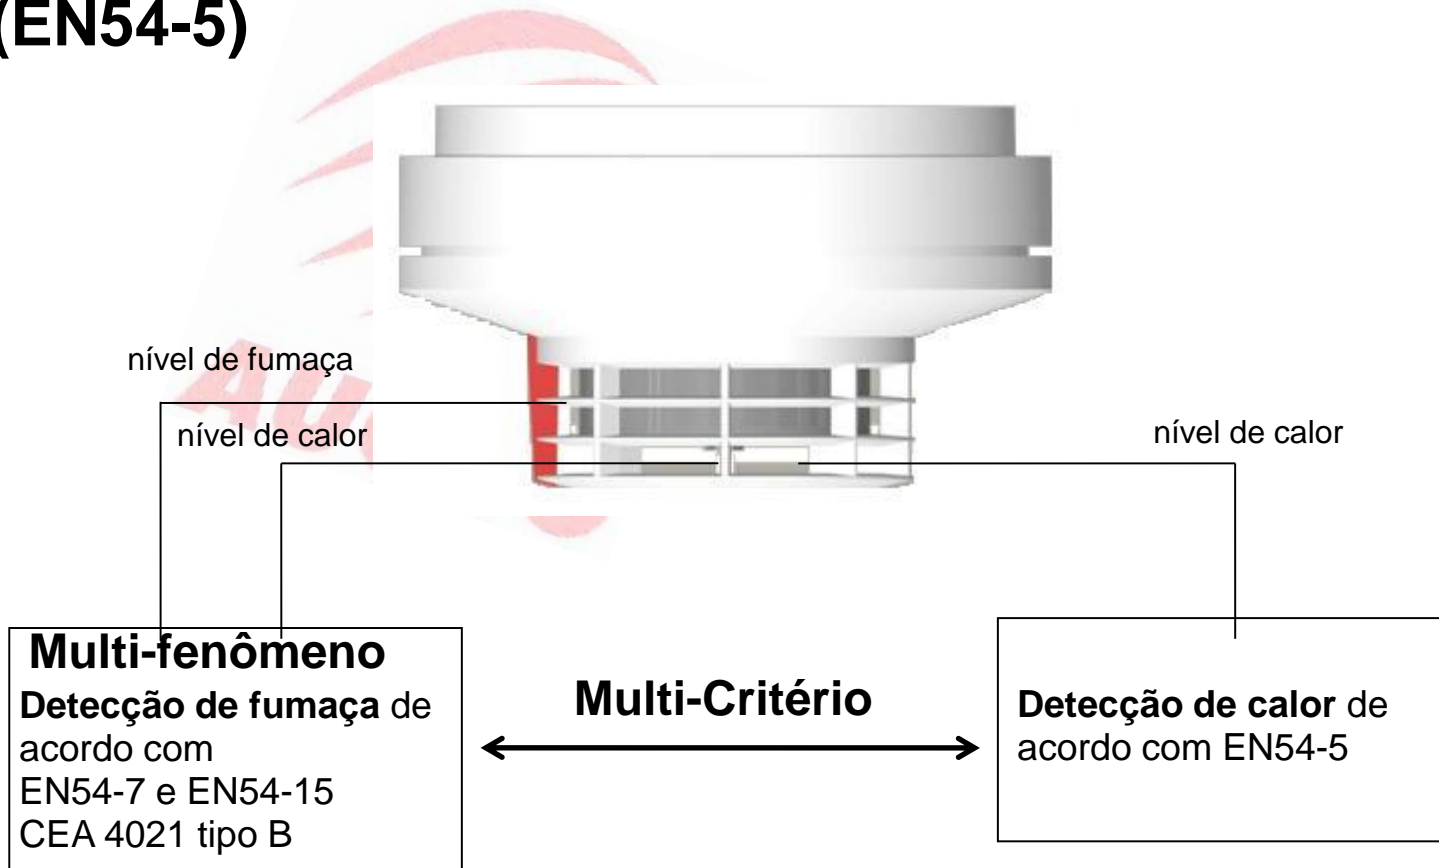 (EN54-5)
nível de fumaça
nível de calor
nível de calor
Multi-fenômeno
Detecção de fumaça de
acordo com
EN54-7 e EN54-15
CEA 4021 tipo B
Multi-Critério
Detecção de calor de
acordo com EN54-5